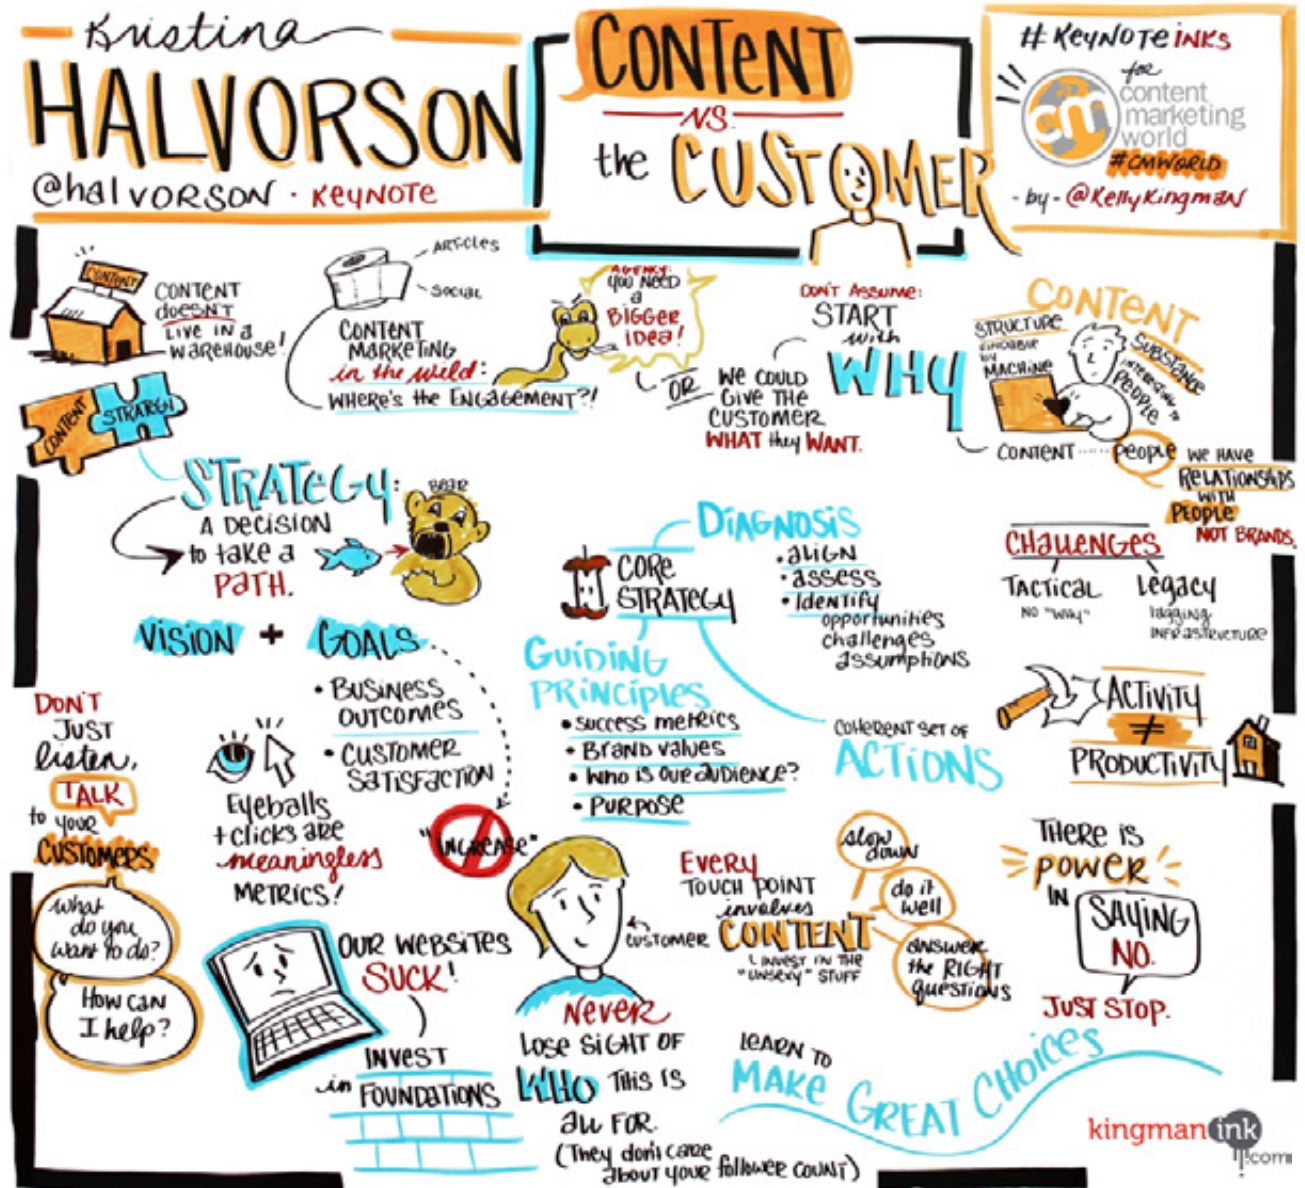 Kristina
HALVORSON
@halvorson · KEYNOTE
CONTENT
VS.
the CUSTOMER
#KEYNOTEINKS
for
cm
content
marketing
world
#CMWORLD
- by - @KellyKingman
CONTENT
CONTENT
doesn't
LIVE IN a
WAREHOUSE!
ARTICLES
SOCIAL
CONTENT
MARKETING
in the wild:
WHERE'S the ENGAGEMENT?!
AGENCY:
YOU NEED
a
BIGGER
IDEA!
OR
WE COULD
GIVE THE
CUSTOMER
WHAT they WANT.
DON'T ASSUME:
START
with
WHY
CONTENT
STRUCTURE
BY
MACHINE
SUBSTANCE
INTERESTING TO
PEOPLE
CONTENT ...... People
WE HAVE
RELATIONSHIPS
WITH
PEOPLE
NOT BRANDS.
CONTENT
STRATEGY
STRATEGY:
A DECISION
to take a
PATH.
BEAR
VISION + GOALS
• BUSINESS
OUTCOMES
• CUSTOMER
SATISFACTION
"INCREASE"
CORE
STRATEGY
DIAGNOSIS
• ALIGN
• ASSESS
• IDENTIFY
opportunities
challenges
assumptions
GUIDING
PRINCIPLES
• success metrics
• Brand values
• Who is our audience?
• PURPOSE
COHERENT SET OF
ACTIONS
CHALLENGES
TACTICAL
NO "WHY"
Legacy
lagging
INFRASTRUCTURE
ACTIVITY
≠
PRODUCTIVITY
DON'T
JUST
listen,
TALK
to your
CUSTOMERS
What
do you
want to do?
How can
I help?
Eyeballs
+ clicks are
meaningless
METRICS!
OUR WEBSITES
SUCK!
INVEST
in FOUNDATIONS
CUSTOMER
Never
LOSE SIGHT OF
WHO THIS IS
all FOR.
(They don't care
about your follower count)
EVERY
TOUCH POINT
involves
CONTENT
INVEST IN THE
"UNSEXY" STUFF
slow
down
do it
well
answer
the RIGHT
questions
THERE IS
POWER
IN
SAYING
NO.
JUST STOP.
LEARN TO
MAKE GREAT CHOICES
kingman ink
.com